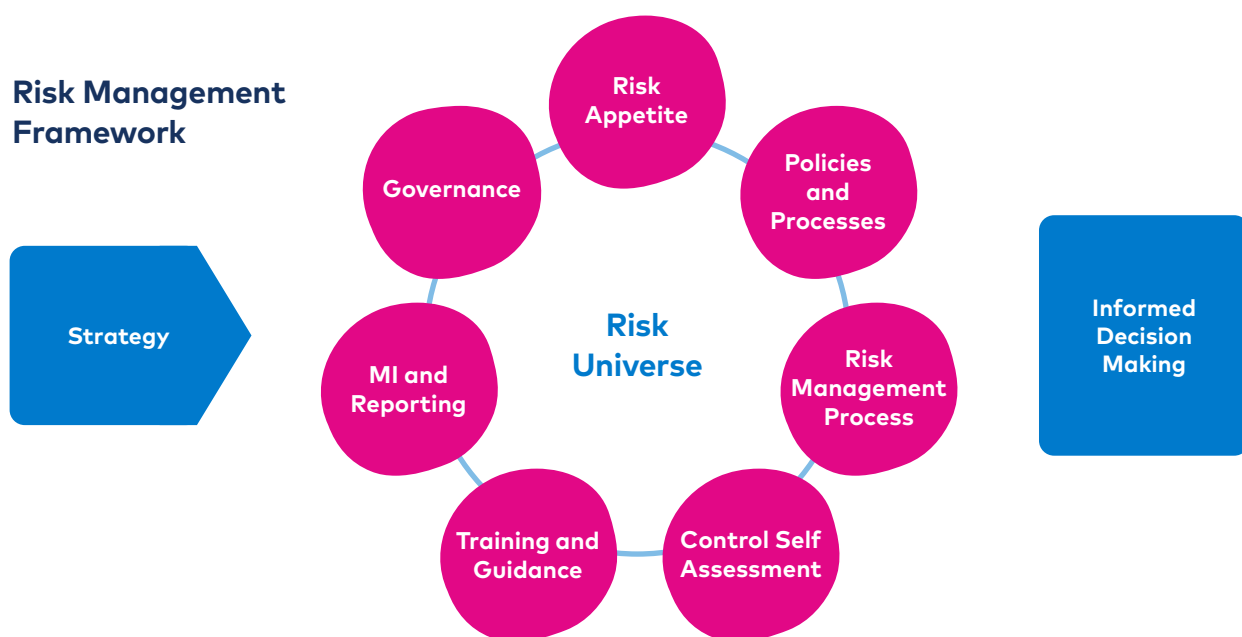 Risk Management
Framework
Risk
Appetite
Governance
Policies
and
Processes
Strategy
Risk
Universe
Informed
Decision
Making
MI and
Reporting
Risk
Management
Process
Training and
Guidance
Control Self
Assessment